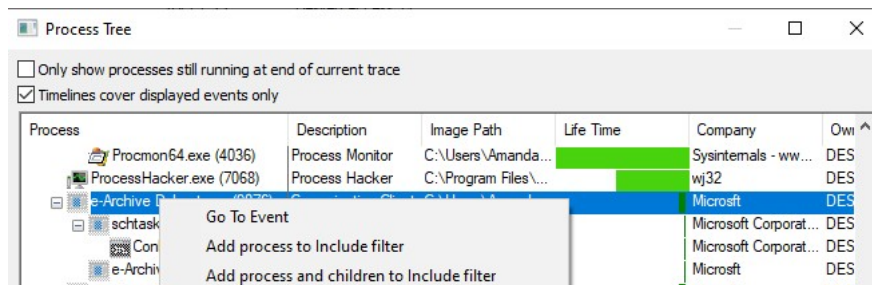 Process Tree
Only show processes still running at end of current trace
Timelines cover displayed events only
Process Description Image Path Life Time Company
Procmon64.exe (4036) Process Monitor C:\Users\Amanda... Sysinternals - ww... DES
ProcessHacker.exe (7068) Process Hacker C:\Program Files\... wj32 DES
e-Archive Microsft DES
Go To Event
schtask Microsoft Corporat... DES
Add process to Include filter
Con Microsoft Corporat... DES
Add process and children to Include filter
e-Archiv Microsft DES